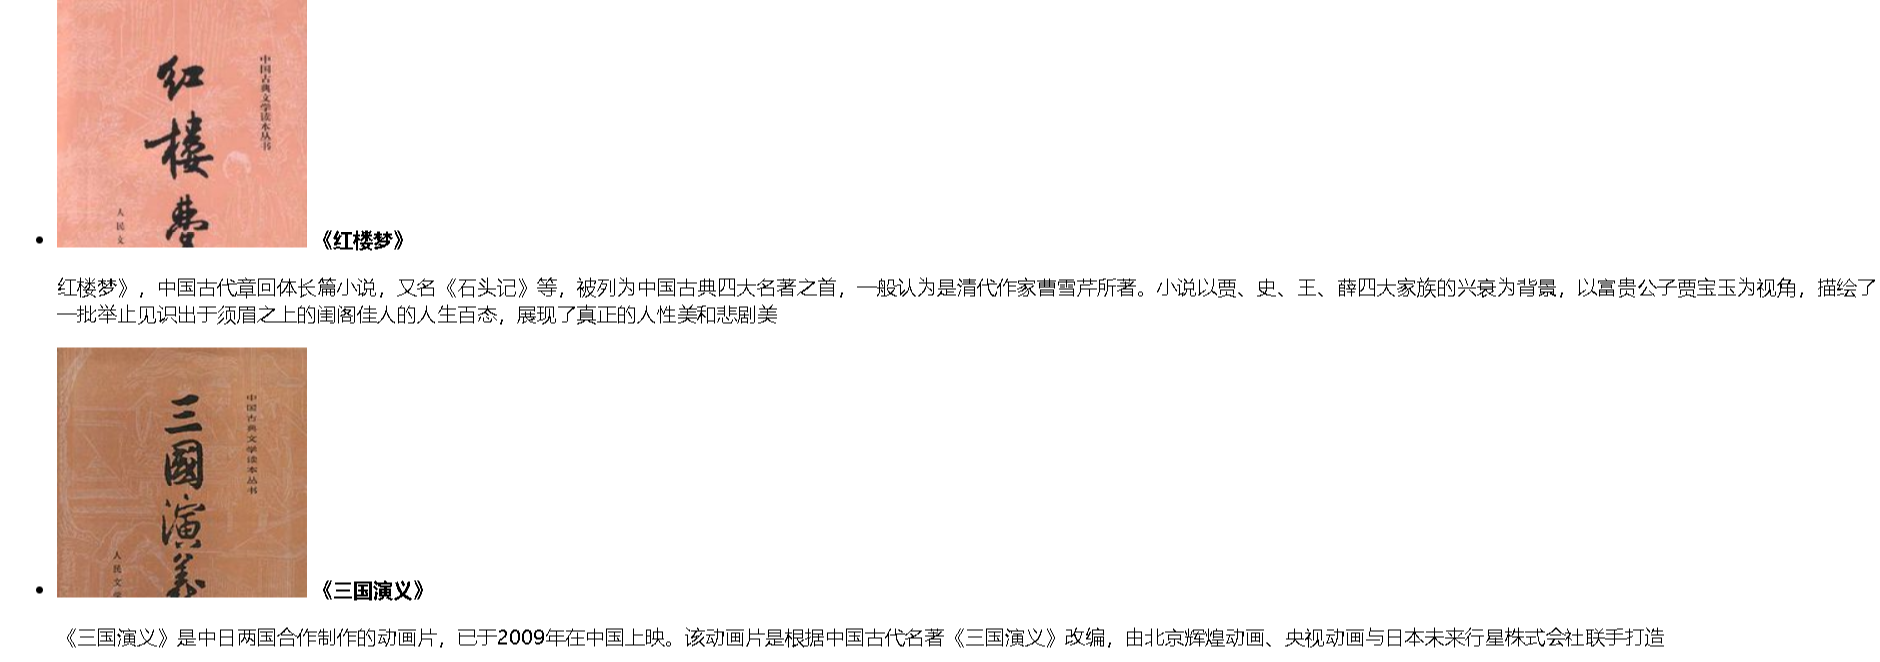 红楼梦
中国古典文学读本丛书
人民文
《红楼梦》
红楼梦》，中国古代章回体长篇小说，又名《石头记》等，被列为中国古典四大名著之首，一般认为是清代作家曹雪芹所著。小说以贾、史、王、薛四大家族的兴衰为背景，以富贵公子贾宝玉为视角，描绘了
一批举止见识出于须眉之上的闺阁佳人的人生百态，展现了真正的人性美和悲剧美
三國演义
中国古典文学读本丛书
人民文学
《三国演义》
《三国演义》是中日两国合作制作的动画片，已于2009年在中国上映。该动画片是根据中国古代名著《三国演义》改编，由北京辉煌动画、央视动画与日本未来行星株式会社联手打造